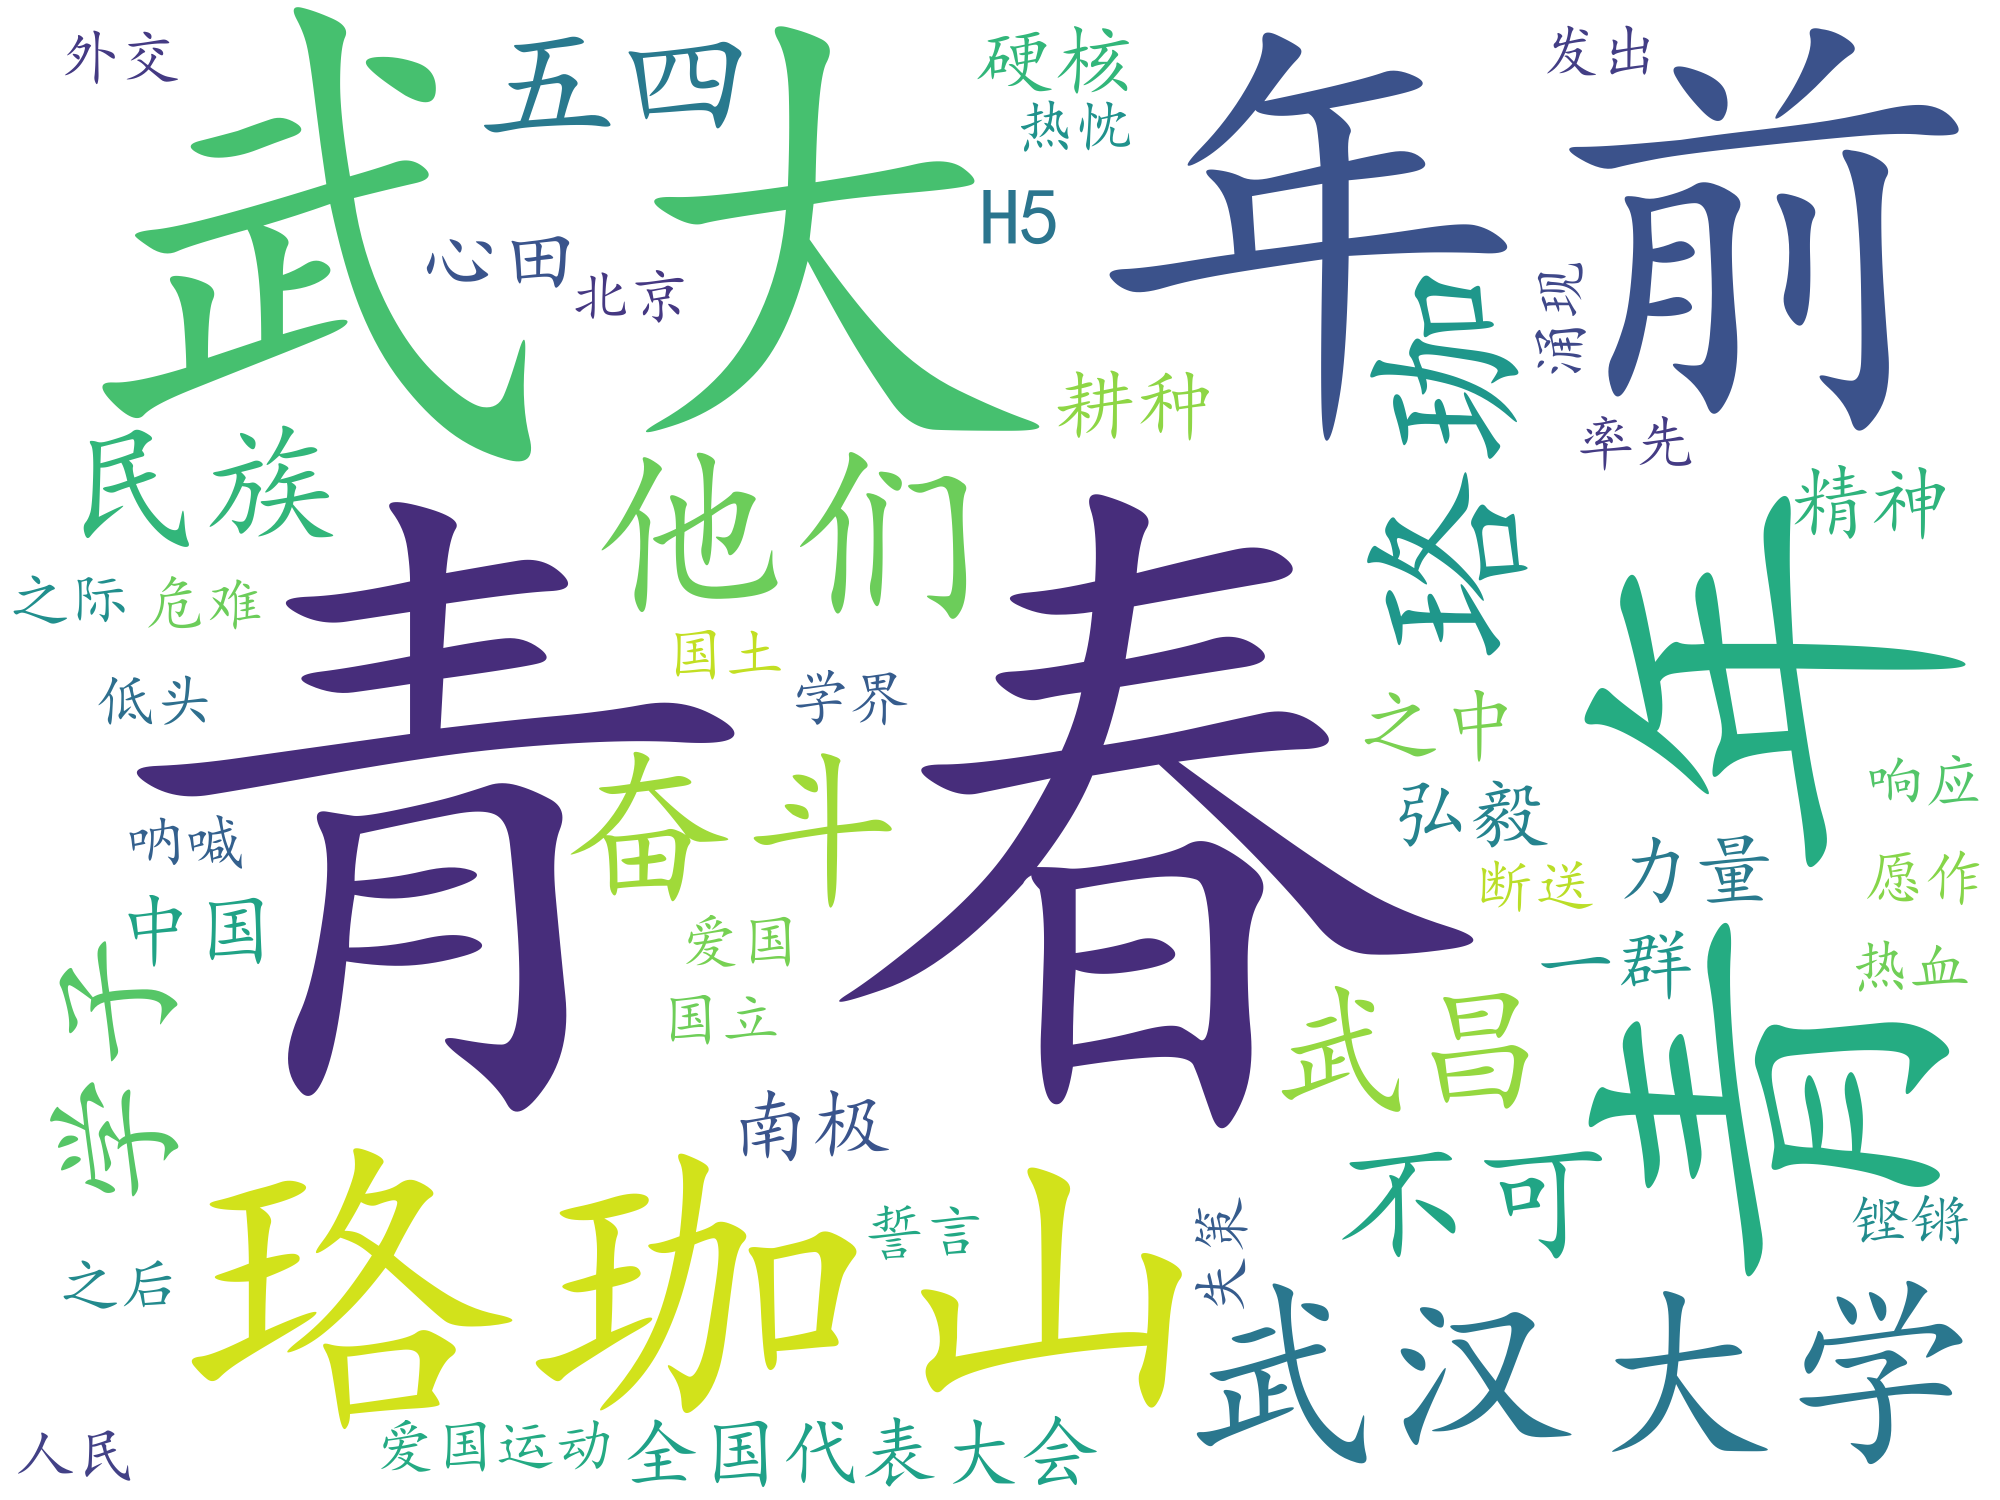 外交
武大
五四
硬核
热忱
年前
发出
H5
心田
北京
涌现
珞珈
耕种
率先
民族
他们
精神
青年
之际
危难
青春
国土
学界
低头
之中
奋斗
响应
呐喊
弘毅
力量
断送
愿作
中国
学子
爱国
一群
热血
国立
武昌
南极
不可
珞珈山
誓言
失策
铿锵
之后
武汉大学
人民
爱国运动
全国代表大会